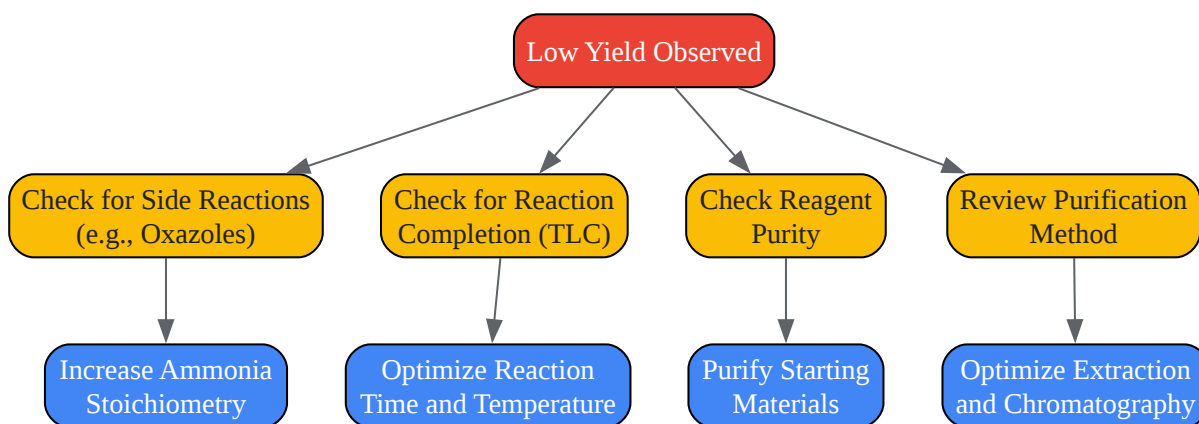 Low Yield Observed
Check for Side Reactions
(e.g., Oxazoles)
Check for Reaction
Completion (TLC)
Check Reagent
Purity
Review Purification
Method
Increase Ammonia
Stoichiometry
Optimize Reaction
Time and Temperature
Purify Starting
Materials
Optimize Extraction
and Chromatography